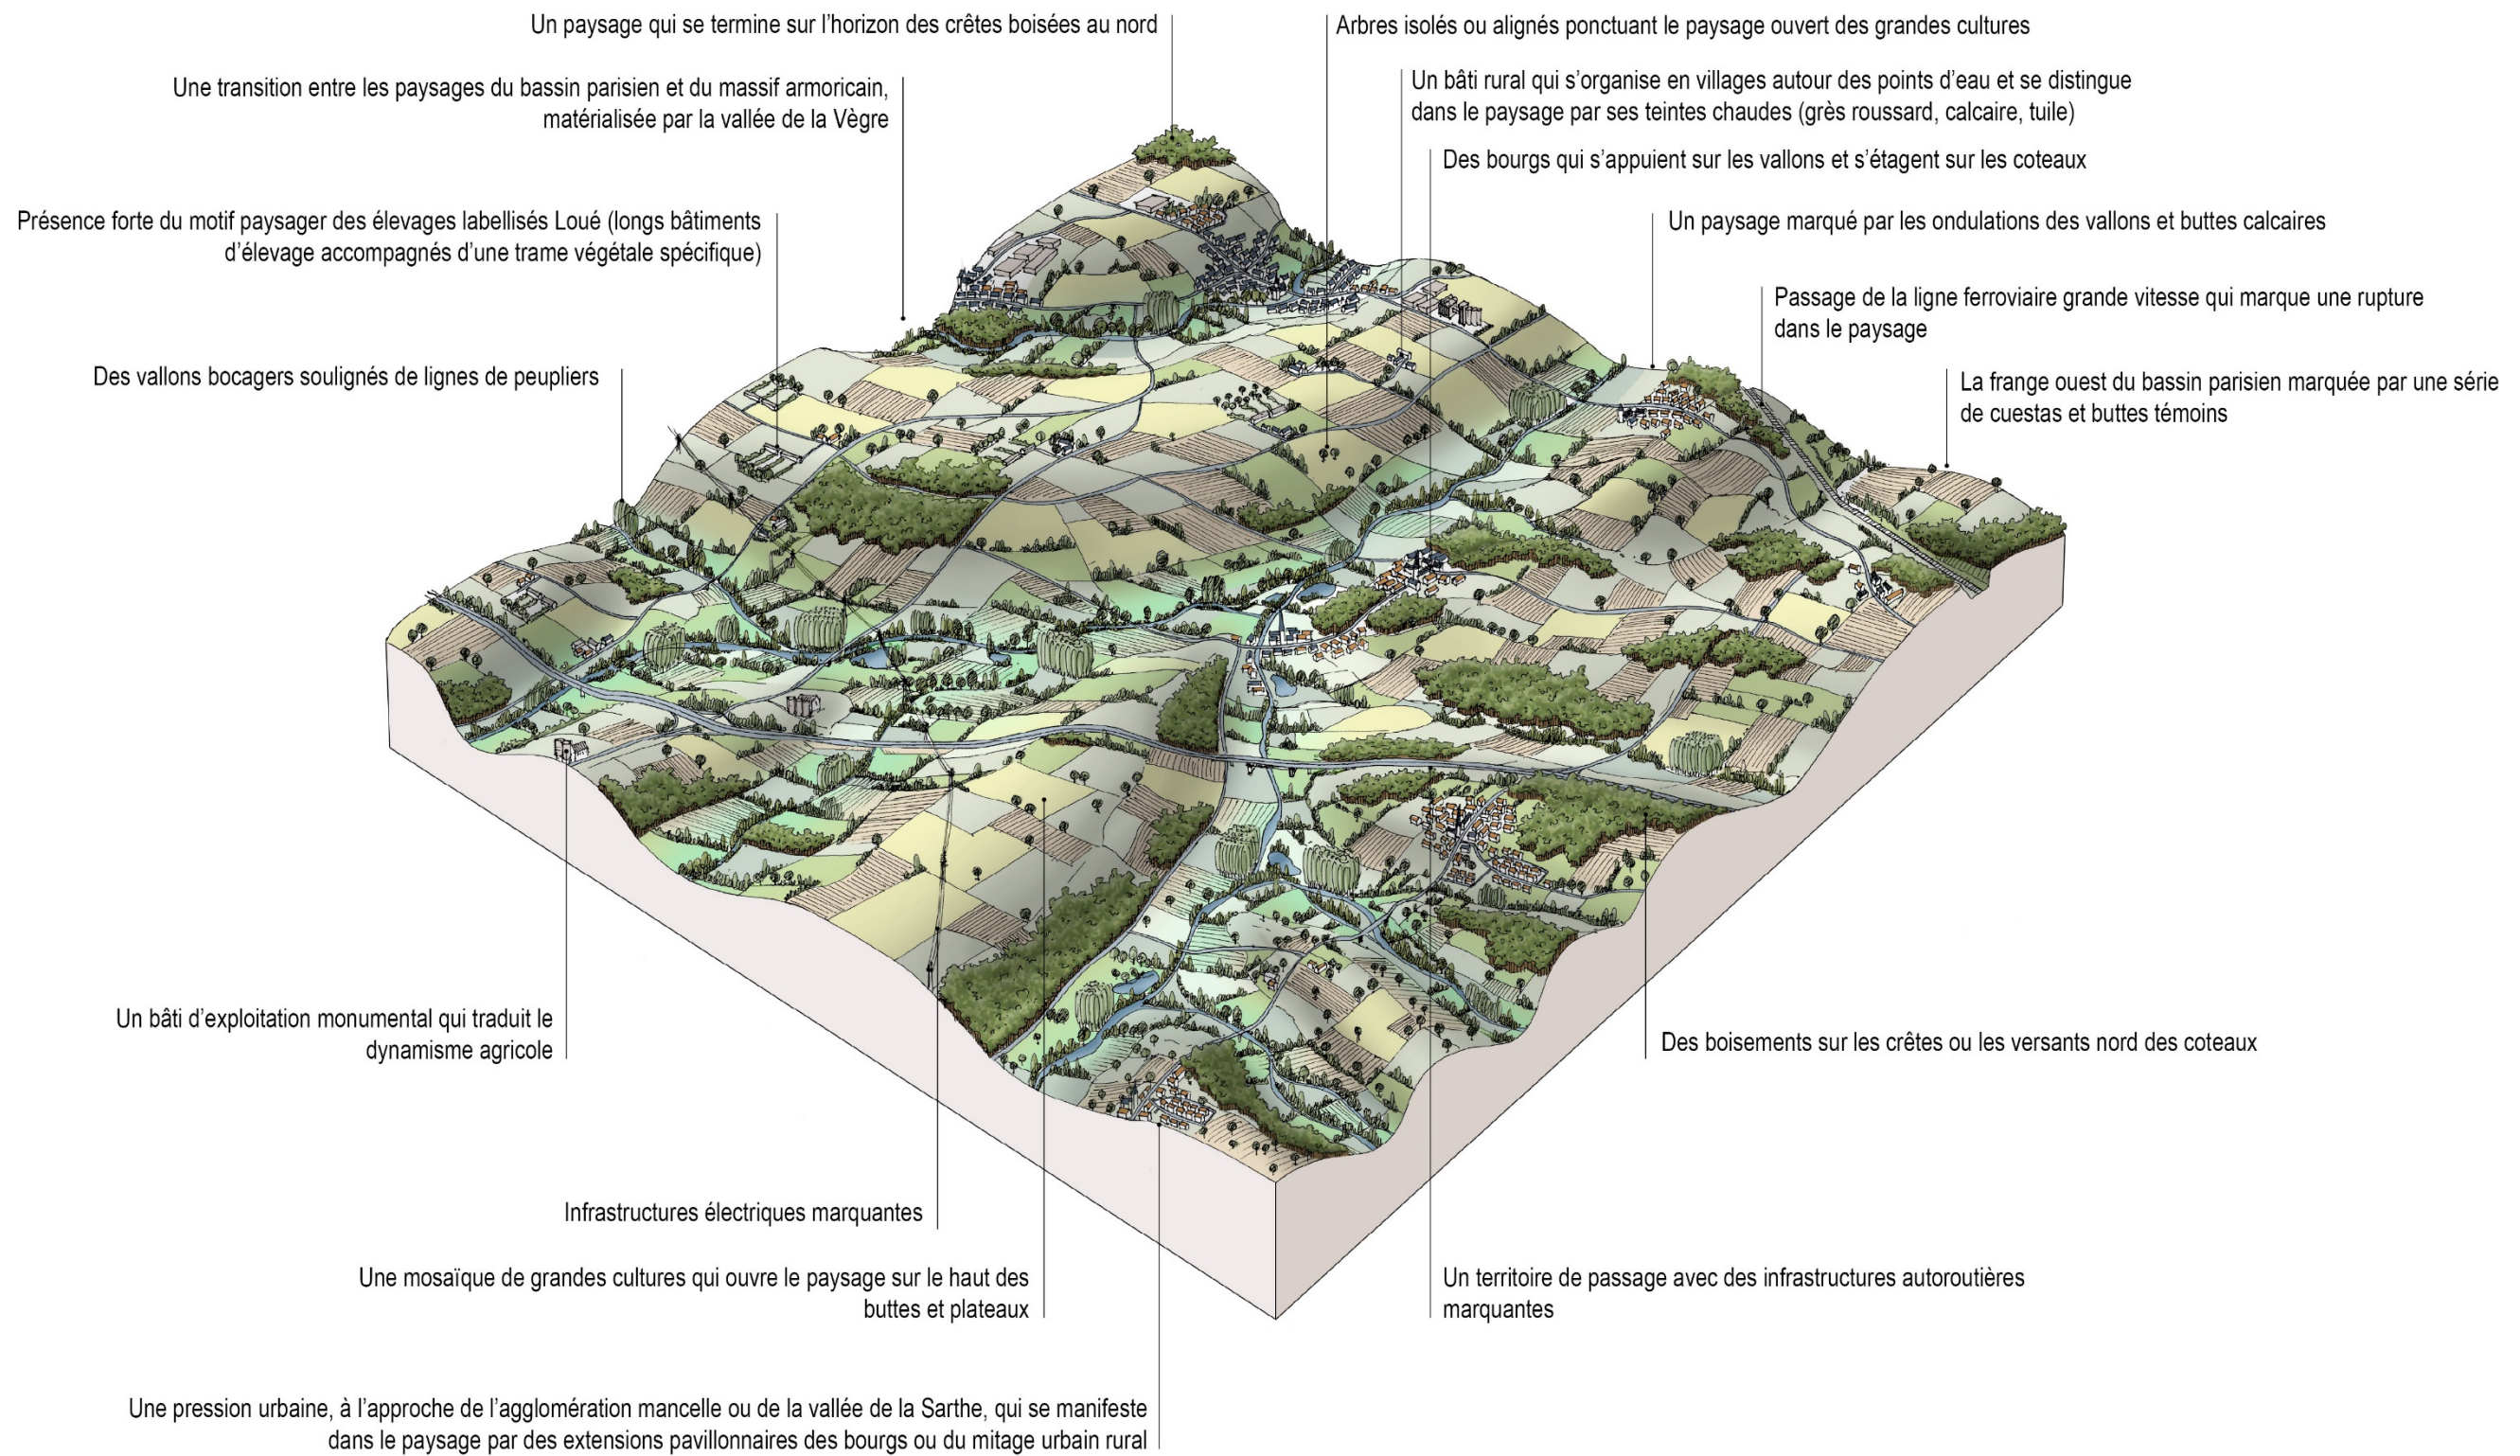 Un paysage qui se termine sur l’horizon des crêtes boisées au nord
Arbres isolés ou alignés ponctuant le paysage ouvert des grandes cultures
Une transition entre les paysages du bassin parisien et du massif armoricain,
matérialisée par la vallée de la Vègre
Un bâti rural qui s’organise en villages autour des points d’eau et se distingue
dans le paysage par ses teintes chaudes (grès roussard, calcaire, tuile)
Des bourgs qui s’appuient sur les vallons et s’étagent sur les coteaux
Présence forte du motif paysager des élevages labellisés Loué (longs bâtiments
d’élevage accompagnés d’une trame végétale spécifique)
Un paysage marqué par les ondulations des vallons et buttes calcaires
Passage de la ligne ferroviaire grande vitesse qui marque une rupture
dans le paysage
Des vallons bocagers soulignés de lignes de peupliers
La frange ouest du bassin parisien marquée par une série
de cuestas et buttes témoins
Un bâti d’exploitation monumental qui traduit le
dynamisme agricole
Des boisements sur les crêtes ou les versants nord des coteaux
Infrastructures électriques marquantes
Une mosaïque de grandes cultures qui ouvre le paysage sur le haut des
buttes et plateaux
Un territoire de passage avec des infrastructures autoroutières
marquantes
Une pression urbaine, à l’approche de l’agglomération mancelle ou de la vallée de la Sarthe, qui se manifeste
dans le paysage par des extensions pavillonnaires des bourgs ou du mitage urbain rural